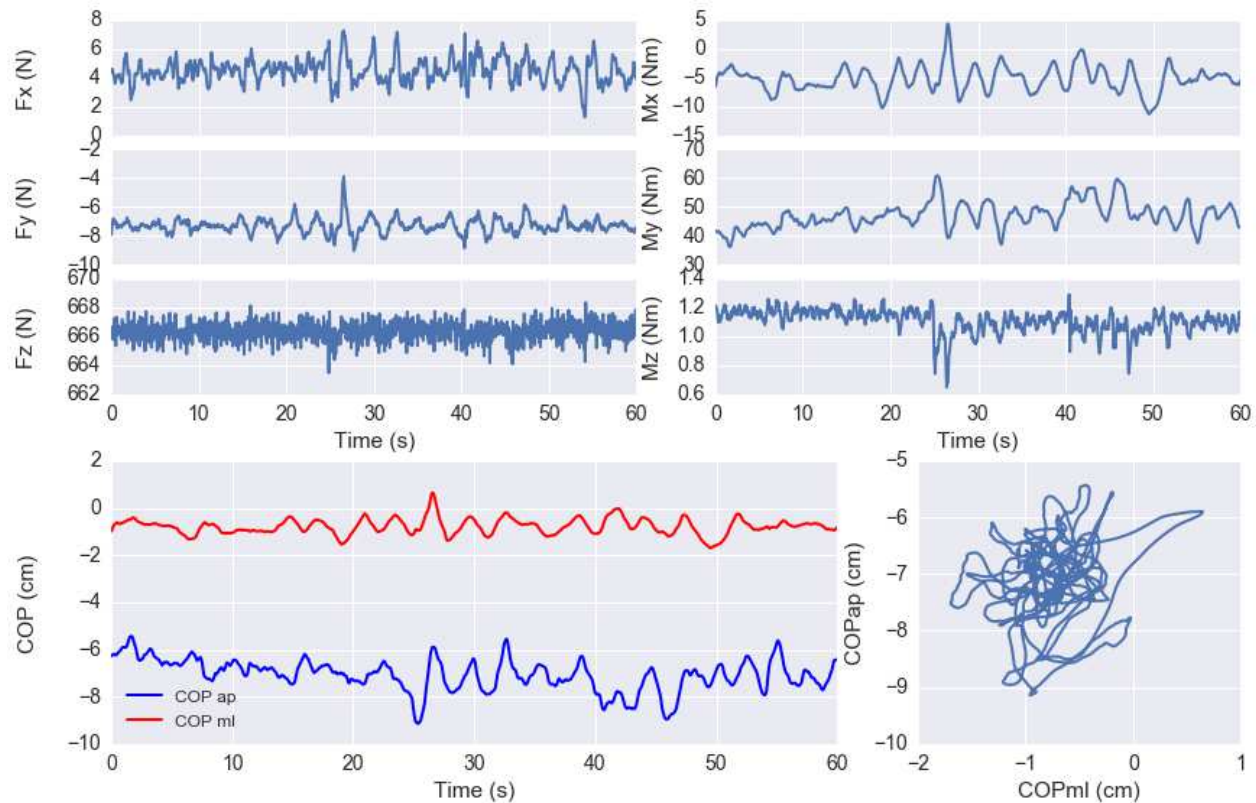 8
6
4
2
0
Fx (N)
5
0
−5
−10
−15
Mx (Nm)
−2
−4
−6
−8
−10
Fy (N)
70
60
50
40
30
My (Nm)
670
668
666
664
662
Fz (N)
0 10 20 30 40 50 60
Time (s)
1.4
1.2
1.0
0.8
0.6
Mz (Nm)
0 10 20 30 40 50 60
Time (s)
2
0
−2
−4
−6
−8
−10
COP (cm)
COP ap
COP ml
0 10 20 30 40 50 60
Time (s)
−5
−6
−7
−8
−9
−10
COPap (cm)
−2 −1 0 1
COPml (cm)